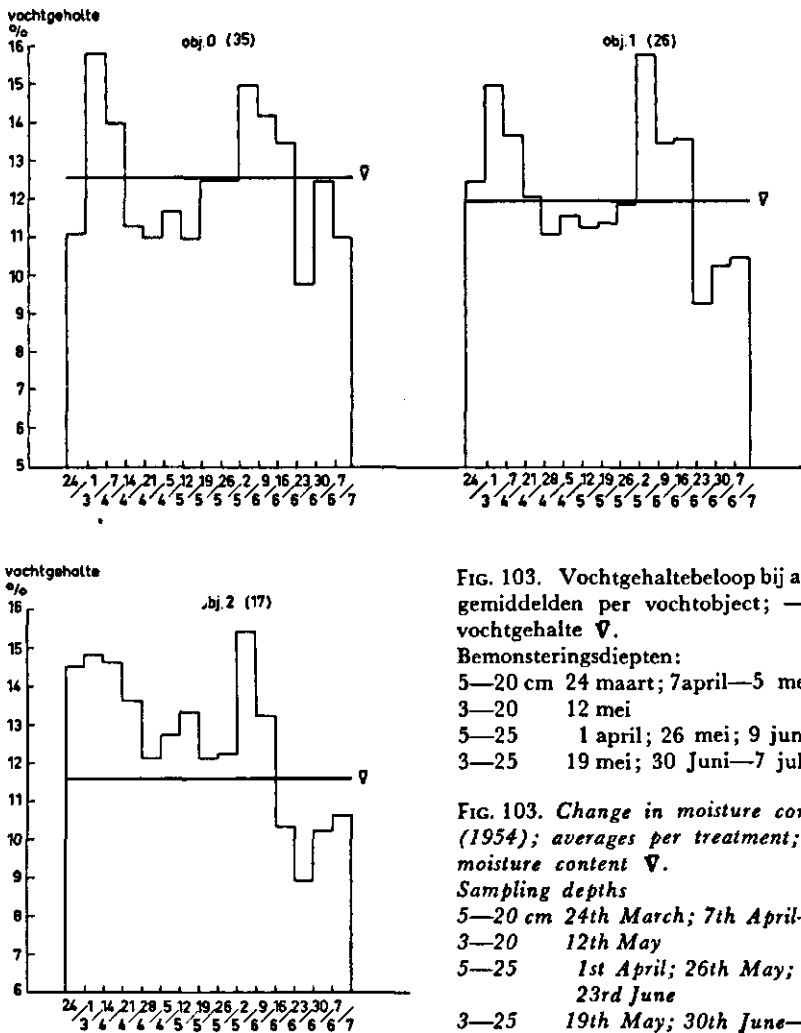 vochtgehalte
%
obj. 0 (35)
16
15
14
13
12
11
10
9
8
7
6
5
∇
24/3 1/4 7/4 14/4 21/4 5/5 12/5 19/5 26/5 2/6 9/6 16/6 23/6 30/6 7/7
obj. 1 (26)
∇
24/3 1/4 7/4 21/4 28/4 5/5 12/5 19/5 26/5 2/6 9/6 16/6 23/6 30/6 7/7
vochtgehalte
%
obj. 2 (17)
16
15
14
13
12
11
10
9
8
7
6
∇
24/3 1/4 14/4 21/4 28/4 5/5 12/5 19/5 26/5 2/6 9/6 16/6 23/6 30/6 7/7
FIG. 103. Vochtgehaltebeloop bij a
gemiddelden per vochtobject; —
vochtgehalte ∇.
Bemonsteringsdiepten:
5—20 cm 24 maart; 7april—5 me
3—20 12 mei
5—25 1 april; 26 mei; 9 jun
3—25 19 mei; 30 Juni—7 jul
FIG. 103. Change in moisture cor
(1954); averages per treatment;
moisture content ∇.
Sampling depths
5—20 cm 24th March; 7th April-
3—20 12th May
5—25 1st April; 26th May;
23rd June
3—25 19th May; 30th June—